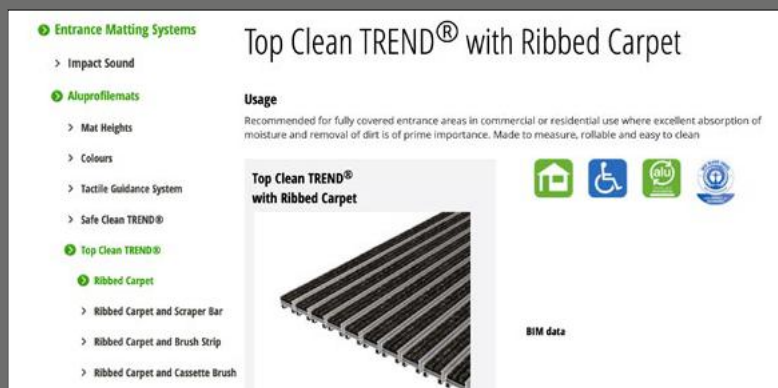 Entrance Matting Systems
Impact Sound
Aluprofilemats
Mat Heights
Colours
Tactile Guidance System
Safe Clean TREND®
Top Clean TREND®
Ribbed Carpet
Ribbed Carpet and Scraper Bar
Ribbed Carpet and Brush Strip
Ribbed Carpet and Cassette Brush
Top Clean TREND® with Ribbed Carpet
Usage
Recommended for fully covered entrance areas in commercial or residential use where excellent absorption of
moisture and removal of dirt is of prime importance. Made to measure, rollable and easy to clean
Top Clean TREND®
with Ribbed Carpet
alu
BIM data